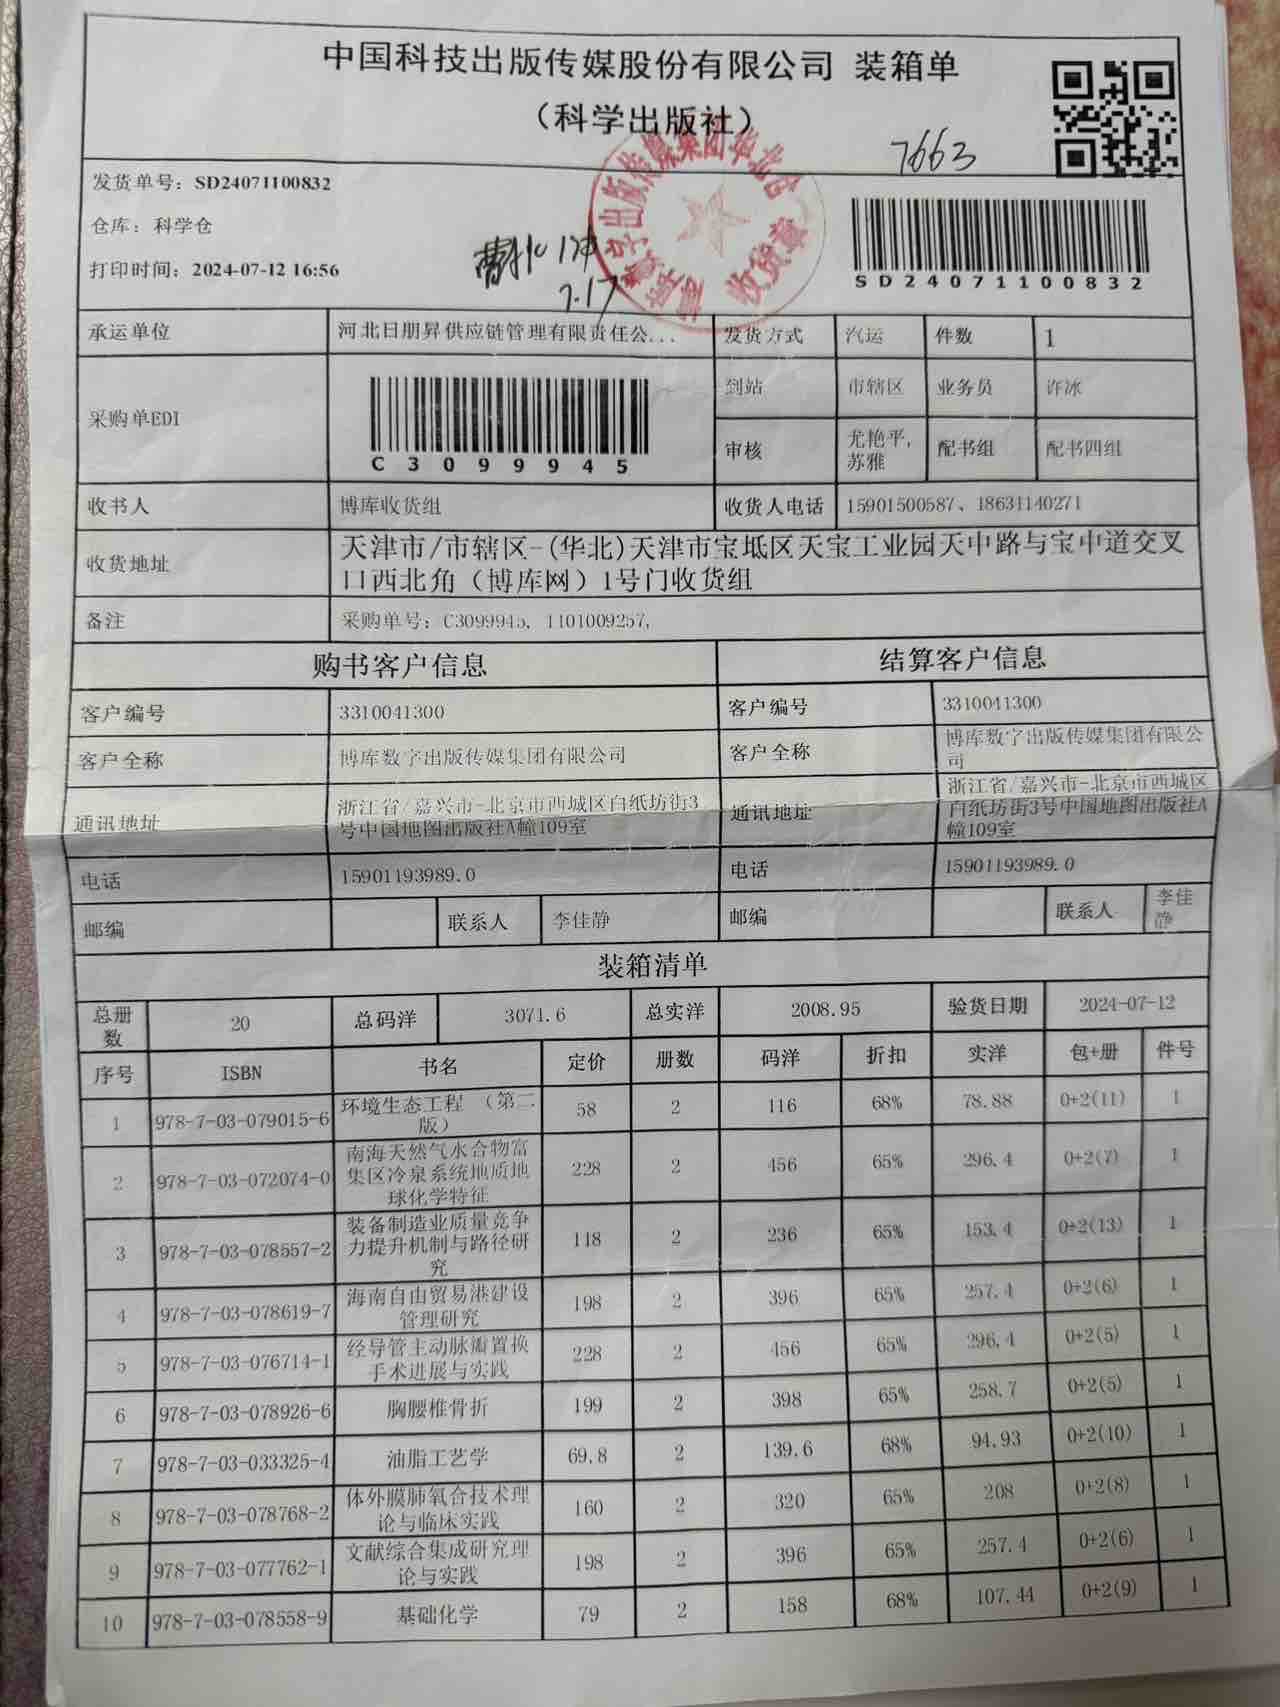 中国科技出版传媒股份有限公司 装箱单
（科学出版社）
7663
发货单号：SD24071100832
仓库：科学仓
打印时间：2024-07-12 16:56
7.17
收货章
SD24071100832
承运单位 河北日朋昇供应链管理有限责任公... 发货方式 汽运 件数 1
采购单EDI C3099945 到站 市辖区 业务员 许冰
审核 尤艳平, 苏雅 配书组 配书四组
收书人 博库收货组 收货人电话 15901500587、18631140271
收货地址 天津市/市辖区-(华北)天津市宝坻区天宝工业园天中路与宝中道交叉
口西北角（博库网）1号门收货组
备注 采购单号：C3099945, 1101009257,
购书客户信息 结算客户信息
客户编号 3310041300 客户编号 3310041300
客户全称 博库数字出版传媒集团有限公司 客户全称 博库数字出版传媒集团有限公司
通讯地址 浙江省/嘉兴市-北京市西城区白纸坊街3号中国地图出版社A幢109室 通讯地址 浙江省/嘉兴市-北京市西城区白纸坊街3号中国地图出版社A幢109室
电话 15901193989.0 电话 15901193989.0
邮编 联系人 李佳静 邮编 联系人 李佳静
装箱清单
总册数 20 总码洋 3071.6 总实洋 2008.95 验货日期 2024-07-12
序号 ISBN 书名 定价 册数 码洋 折扣 实洋 包+册 件号
1 978-7-03-079015-6 环境生态工程 （第二版） 58 2 116 68% 78.88 0+2(11) 1
2 978-7-03-072074-0 南海天然气水合物富集区冷泉系统地质地球化学特征 228 2 456 65% 296.4 0+2(7) 1
3 978-7-03-078557-2 装备制造业质量竞争力提升机制与路径研究 118 2 236 65% 153.4 0+2(13) 1
4 978-7-03-078619-7 海南自由贸易港建设管理研究 198 2 396 65% 257.4 0+2(6) 1
5 978-7-03-076714-1 经导管主动脉瓣置换手术进展与实践 228 2 456 65% 296.4 0+2(5) 1
6 978-7-03-078926-6 胸腰椎骨折 199 2 398 65% 258.7 0+2(5) 1
7 978-7-03-033325-4 油脂工艺学 69.8 2 139.6 68% 94.93 0+2(10) 1
8 978-7-03-078768-2 体外膜肺氧合技术理论与临床实践 160 2 320 65% 208 0+2(8) 1
9 978-7-03-077762-1 文献综合集成研究理论与实践 198 2 396 65% 257.4 0+2(6) 1
10 978-7-03-078558-9 基础化学 79 2 158 68% 107.44 0+2(9) 1